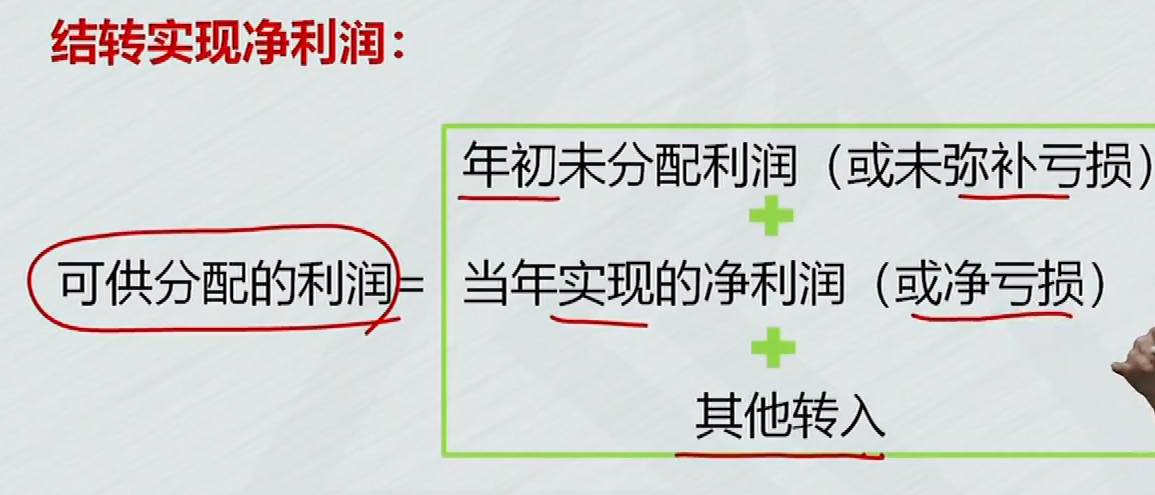 结转实现净利润：
年初未分配利润（或未弥补亏损）
+
可供分配的利润= 当年实现的净利润（或净亏损）
+
其他转入